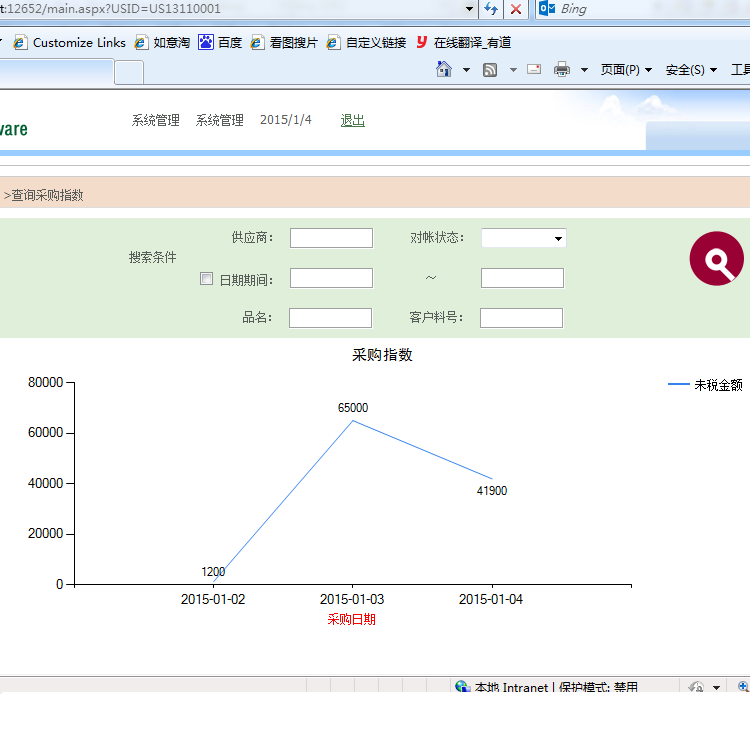 t:12652/main.aspx?USID=US13110001 Bing
Customize Links 如意淘 百度 看图搜片 自定义链接 在线翻译_有道
页面(P) 安全(S) 工具
ware 系统管理 系统管理 2015/1/4 退出
>查询采购指数
供应商： 对帐状态：
搜索条件
日期期间： ～
品名： 客户料号：
采购指数
未税金额
80000
65000
60000
41900
40000
20000
1200
0
2015-01-02 2015-01-03 2015-01-04
采购日期
本地 Intranet | 保护模式: 禁用